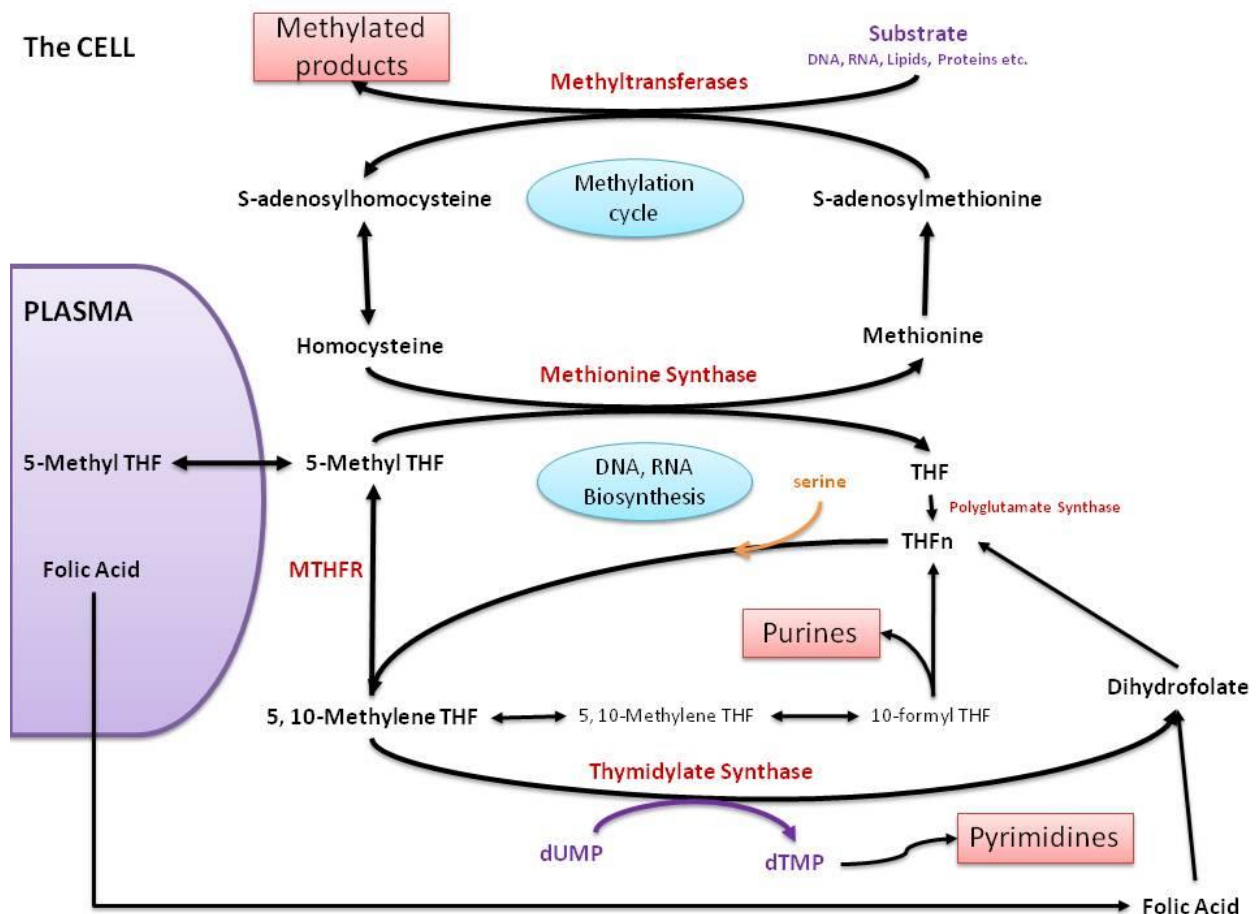 The CELL
Methylated
products
Substrate
DNA, RNA, Lipids, Proteins etc.
Methyltransferases
S-adenosylhomocysteine
Methylation
cycle
S-adenosylmethionine
PLASMA
Homocysteine
Methionine
Methionine Synthase
5-Methyl THF
5-Methyl THF
DNA, RNA
Biosynthesis
serine
THF
Polyglutamate Synthase
THFn
Folic Acid
MTHFR
Purines
Dihydrofolate
5, 10-Methylene THF
5, 10-Methylene THF
10-formyl THF
Thymidylate Synthase
dUMP
dTMP
Pyrimidines
Folic Acid